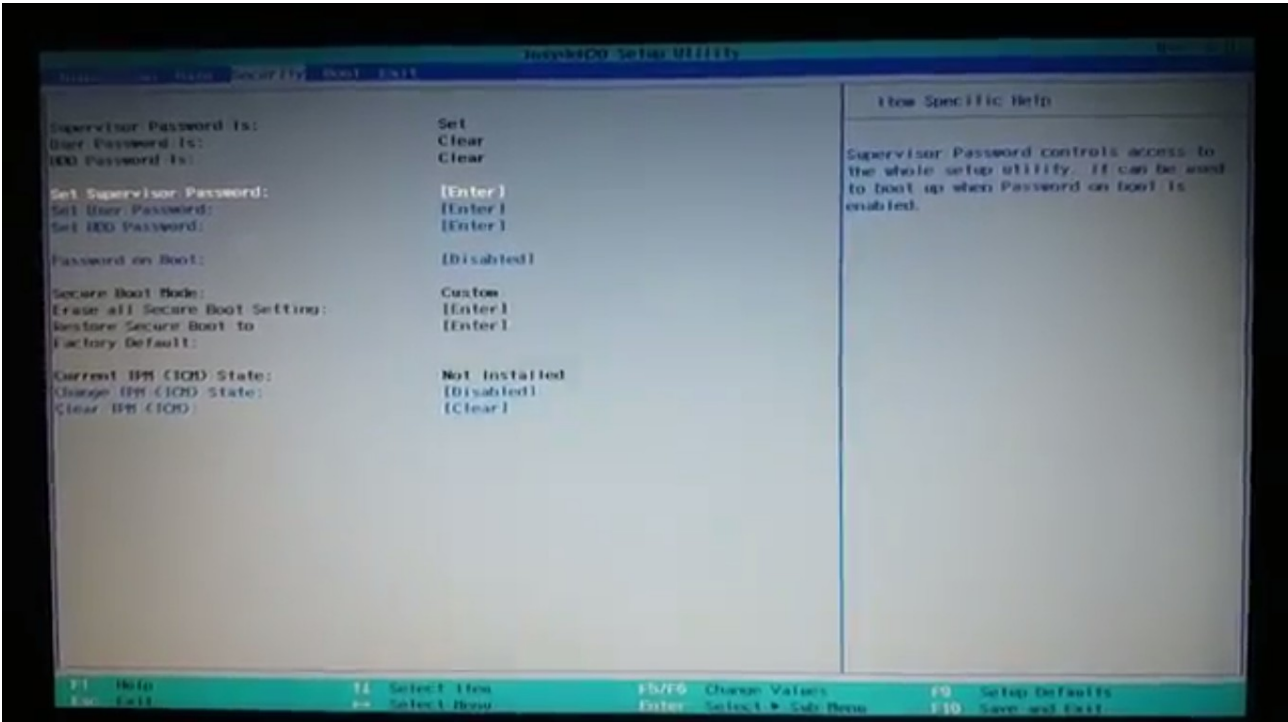 InsydeH2O Setup Utility
Main Security Boot Exit
Item Specific Help
Supervisor Password Is: Set
User Password Is: Clear
HDD Password Is: Clear
Supervisor Password controls access to
the whole setup utility. It can be used
to boot up when Password on boot is
enabled.
Set Supervisor Password: [Enter]
Set User Password: [Enter]
Set HDD Password: [Enter]
Password on Boot: [Disabled]
Secure Boot Mode: Custom
Erase all Secure Boot Setting: [Enter]
Restore Secure Boot to [Enter]
Factory Default:
Current TPM (TCM) State: Not Installed
Change TPM (TCM) State: [Disabled]
Clear TPM (TCM): [Clear]
F1 Help ↑↓ Select Item F5/F6 Change Values F9 Setup Defaults
Esc Exit ←→ Select Menu Enter Select ▶ Sub Menu F10 Save and Exit